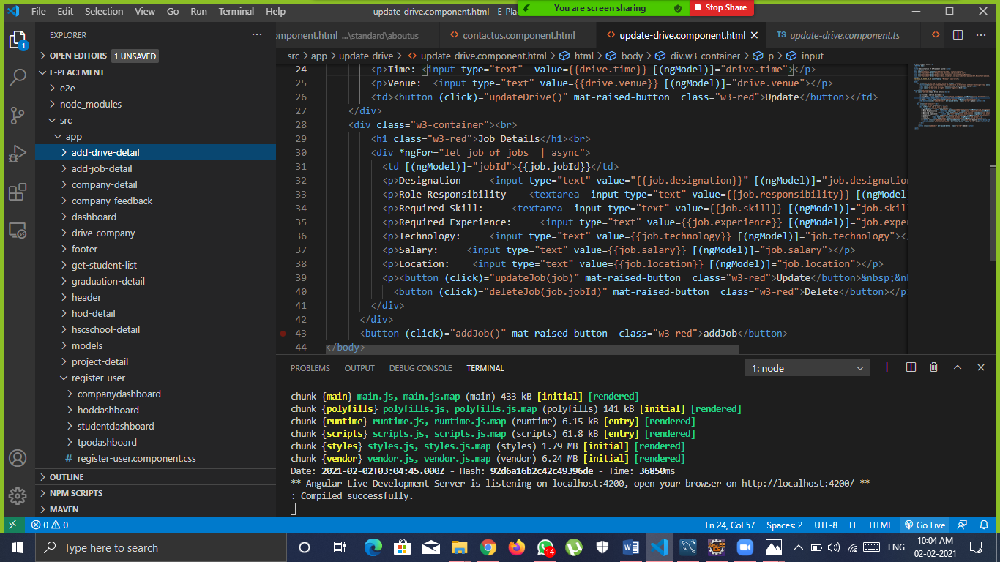 File Edit Selection View Go Run Terminal Help
update-drive.component.html - E-Pla
You are screen sharing
Stop Share
EXPLORER
OPEN EDITORS 1 UNSAVED
E-PLACEMENT
e2e
node_modules
src
app
add-drive-detail
add-job-detail
company-detail
company-feedback
dashboard
drive-company
footer
get-student-list
graduation-detail
header
hod-detail
hscschool-detail
models
project-detail
register-user
companydashboard
hoddashboard
studentdashboard
tpodashboard
# register-user.component.css
OUTLINE
NPM SCRIPTS
MAVEN
omponent.html ...\standard\aboutus
<> contactus.component.html
<> update-drive.component.html
TS update-drive.component.ts
src > app > update-drive > <> update-drive.component.html > html > body > div.w3-container > p > input
24 <p>Time: <input type="text"  value={{drive.time}} [(ngModel)]="drive.time"></p>
25 <p>Venue:  <input type="text" value={{drive.venue}} [(ngModel)]="drive.venue"></p>
26 <td><button (click)="updateDrive()" mat-raised-button  class="w3-red">Update</button></td>
27 </div>
28 <div class="w3-container"><br>
29 <h1 class="w3-red">Job Details</h1><br>
30 <div *ngFor="let job of jobs  | async">
31 <td [(ngModel)]="jobId">{{job.jobId}}</td>
32 <p>Designation     <input type="text" value="{{job.designation}}" [(ngModel)]="job.designation
33 <p>Role Responsibility    <textarea  input type="text" value={{job.responsibility}} [(ngModel
34 <p>Required Skill:     <textarea  input type="text" value={{job.skill}} [(ngModel)]="job.skil
35 <p>Required Experience:     <input type="text" value={{job.experience}} [(ngModel)]="job.expe
36 <p>Technology:     <input type="text" value={{job.technology}} [(ngModel)]="job.technology"><
37 <p>Salary:     <input type="text" value={{job.salary}} [(ngModel)]="job.salary"></p>
38 <p>Location:    <input type="text" value={{job.location}} [(ngModel)]="job.location"></p>
39 <p><button (click)="updateJob(job)" mat-raised-button  class="w3-red">Update</button>&nbsp;&n
40 <button (click)="deleteJob(job.jobId)" mat-raised-button  class="w3-red">Delete</button></p
41 </div>
42 </div>
43 <button (click)="addJob()" mat-raised-button  class="w3-red">addJob</button>
44 </body>
PROBLEMS OUTPUT DEBUG CONSOLE TERMINAL
1: node
chunk {main} main.js, main.js.map (main) 433 kB [initial] [rendered]
chunk {polyfills} polyfills.js, polyfills.js.map (polyfills) 141 kB [initial] [rendered]
chunk {runtime} runtime.js, runtime.js.map (runtime) 6.15 kB [entry] [rendered]
chunk {scripts} scripts.js, scripts.js.map (scripts) 61.8 kB [entry] [rendered]
chunk {styles} styles.js, styles.js.map (styles) 1.79 MB [initial] [rendered]
chunk {vendor} vendor.js, vendor.js.map (vendor) 6.24 MB [initial] [rendered]
Date: 2021-02-02T03:04:45.000Z - Hash: 92d6a16b2c42c49396de - Time: 36850ms
** Angular Live Development Server is listening on localhost:4200, open your browser on http://localhost:4200/ **
: Compiled successfully.
0 0
Ln 24, Col 57 Spaces: 2 UTF-8 LF HTML Go Live
Type here to search
14
ENG
10:04 AM
02-02-2021